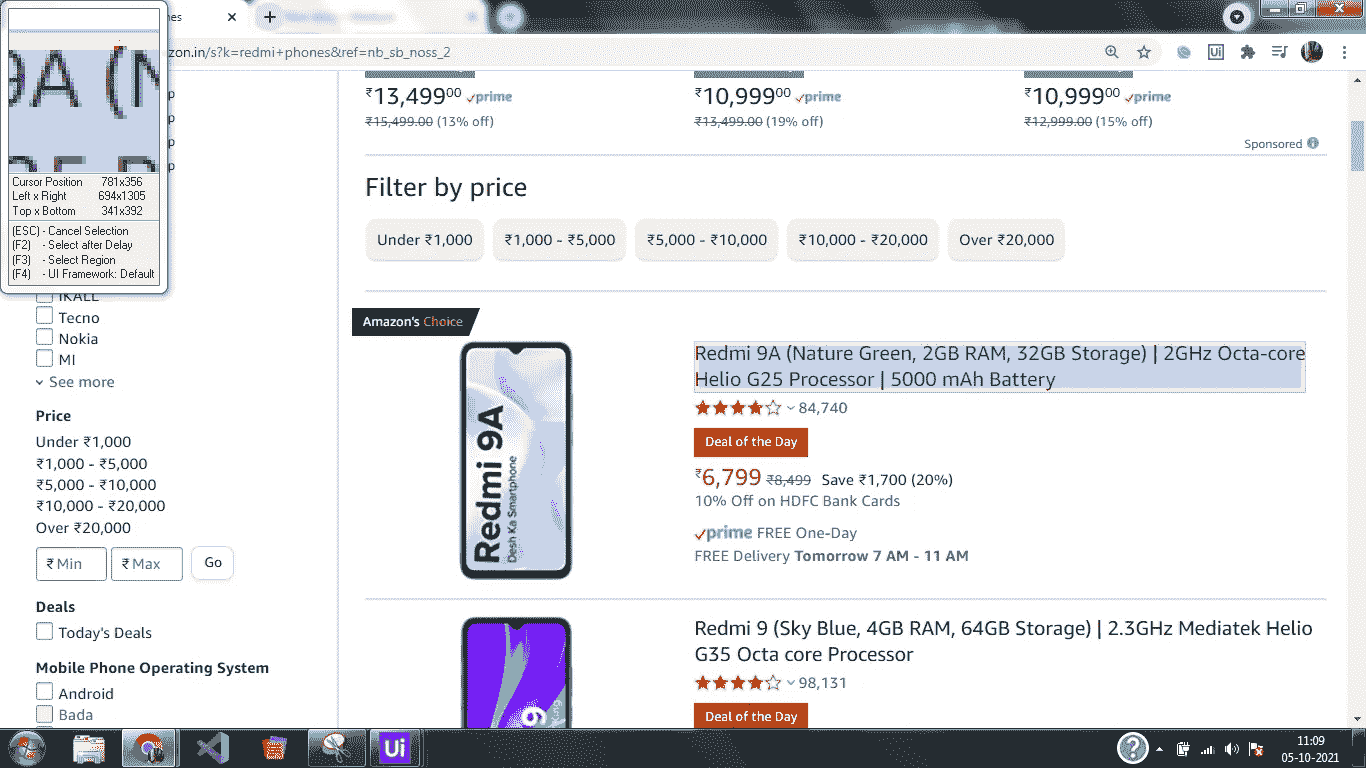 nes
zon.in/s?k=redmi+phones&ref=nb_sb_noss_2
9A (N
Cursor Position 781x356
Left x Right 694x1305
Top x Bottom 341x392
(ESC) - Cancel Selection
(F2) - Select after Delay
(F3) - Select Region
(F4) - UI Framework: Default
p
p
p
p
IKALL
Tecno
Nokia
MI
See more
Price
Under ₹1,000
₹1,000 - ₹5,000
₹5,000 - ₹10,000
₹10,000 - ₹20,000
Over ₹20,000
₹ Min ₹ Max Go
Deals
Today's Deals
Mobile Phone Operating System
Android
Bada
₹13,499⁰⁰ prime ₹10,999⁰⁰ prime ₹10,999⁰⁰ prime
₹15,499.00 (13% off) ₹13,499.00 (19% off) ₹12,999.00 (15% off)
Sponsored
Filter by price
Under ₹1,000 ₹1,000 - ₹5,000 ₹5,000 - ₹10,000 ₹10,000 - ₹20,000 Over ₹20,000
Amazon's Choice
Redmi 9A
Desh Ka Smartphone
Redmi 9A (Nature Green, 2GB RAM, 32GB Storage) | 2GHz Octa-core
Helio G25 Processor | 5000 mAh Battery
84,740
Deal of the Day
₹6,799 ₹8,499 Save ₹1,700 (20%)
10% Off on HDFC Bank Cards
prime FREE One-Day
FREE Delivery Tomorrow 7 AM - 11 AM
Redmi 9 (Sky Blue, 4GB RAM, 64GB Storage) | 2.3GHz Mediatek Helio
G35 Octa core Processor
98,131
Deal of the Day
9
Ui
Ui
11:09
05-10-2021